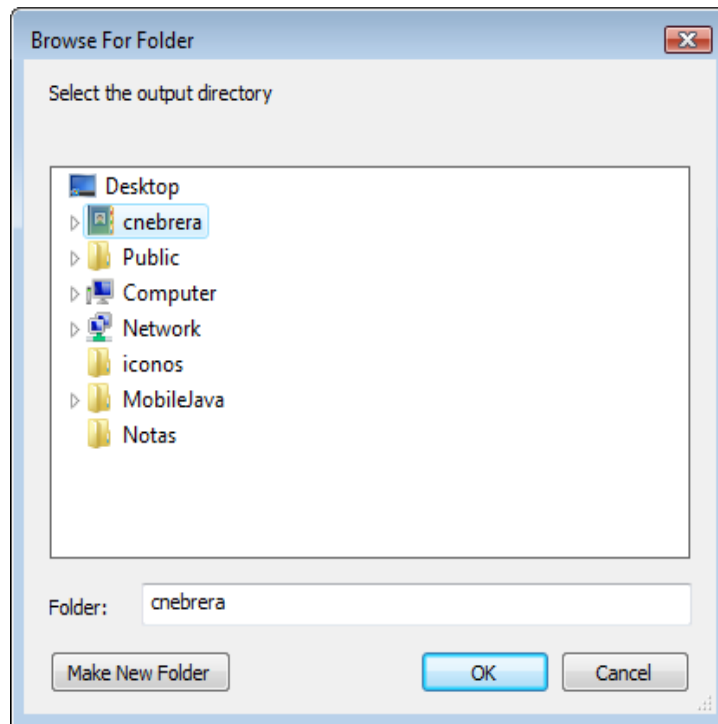 Browse For Folder
Select the output directory
Desktop
cnebrera
Public
Computer
Network
iconos
MobileJava
Notas
Folder: cnebrera
Make New Folder OK Cancel